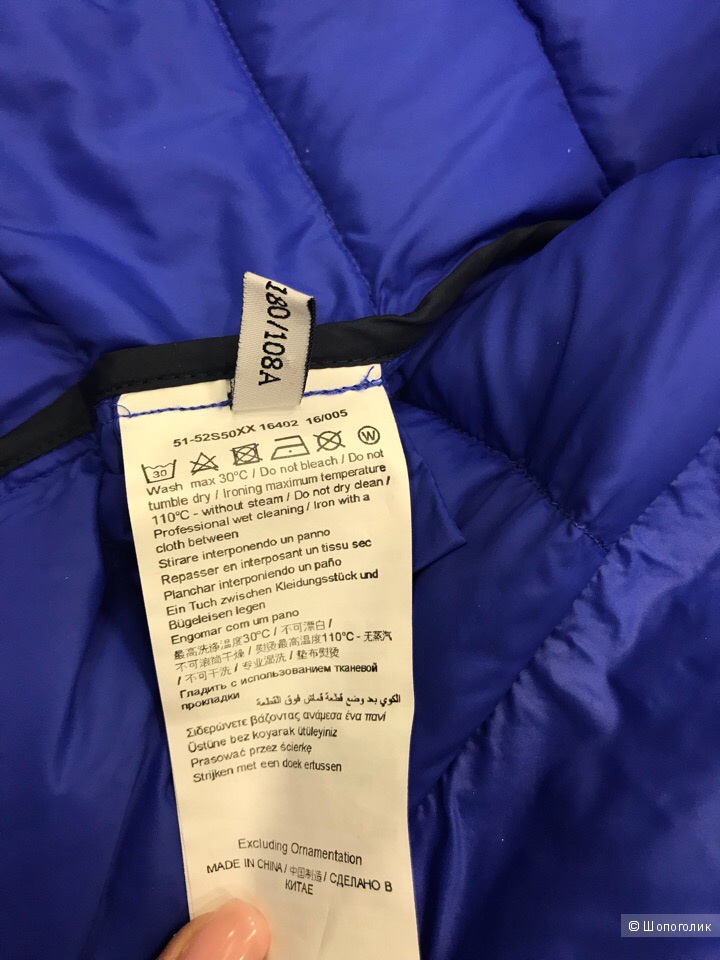 180/108A
51-52S50XX 16402 16/005
30 W
Wash max 30°C / Do not bleach / Do not
tumble dry / Ironing maximum temperature
110°C - without steam / Do not dry clean /
Professional wet cleaning / Iron with a
cloth between
Stirare interponendo un panno
Repasser en interposant un tissu sec
Planchar interponiendo un paño
Ein Tuch zwischen Kleidungsstück und
Bügeleisen legen
Engomar com um pano
最高洗涤温度30°C / 不可漂白 /
不可滚筒干燥 / 熨烫最高温度110°C - 无蒸汽
/ 不可干洗 / 专业湿洗 / 垫布熨烫
Гладить с использованием тканевой
прокладки
الكوي بعد وضع قطعة قماش فوق القطعة
Σιδερώνετε βάζοντας ανάμεσα ένα πανί
Üstüne bez koyarak ütüleyiniz
Prasować przez ścierkę
Strijken met een doek ertussen
Excluding Ornamentation
MADE IN CHINA / 中国制造 / СДЕЛАНО В
КИТАЕ
© Шопоголик